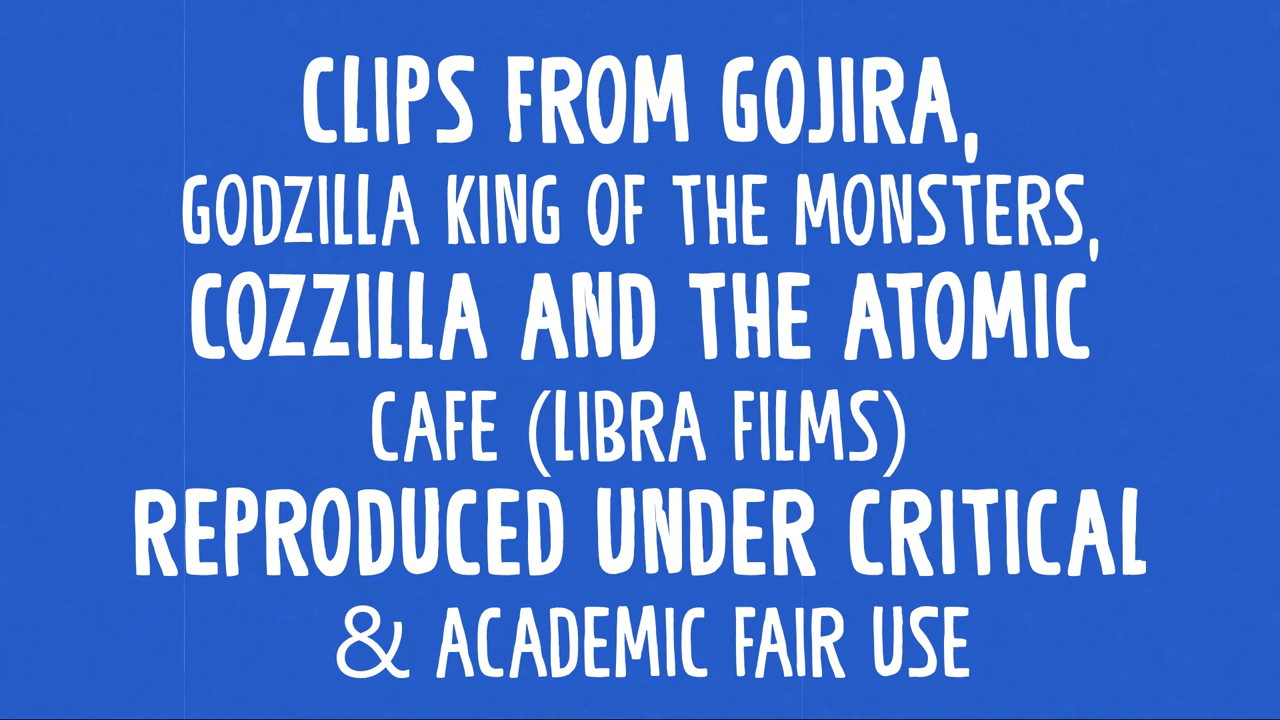 CLIPS FROM GOJIRA,
GODZILLA KING OF THE MONSTERS,
COZZILLA AND THE ATOMIC
CAFE (LIBRA FILMS)
REPRODUCED UNDER CRITICAL
& ACADEMIC FAIR USE